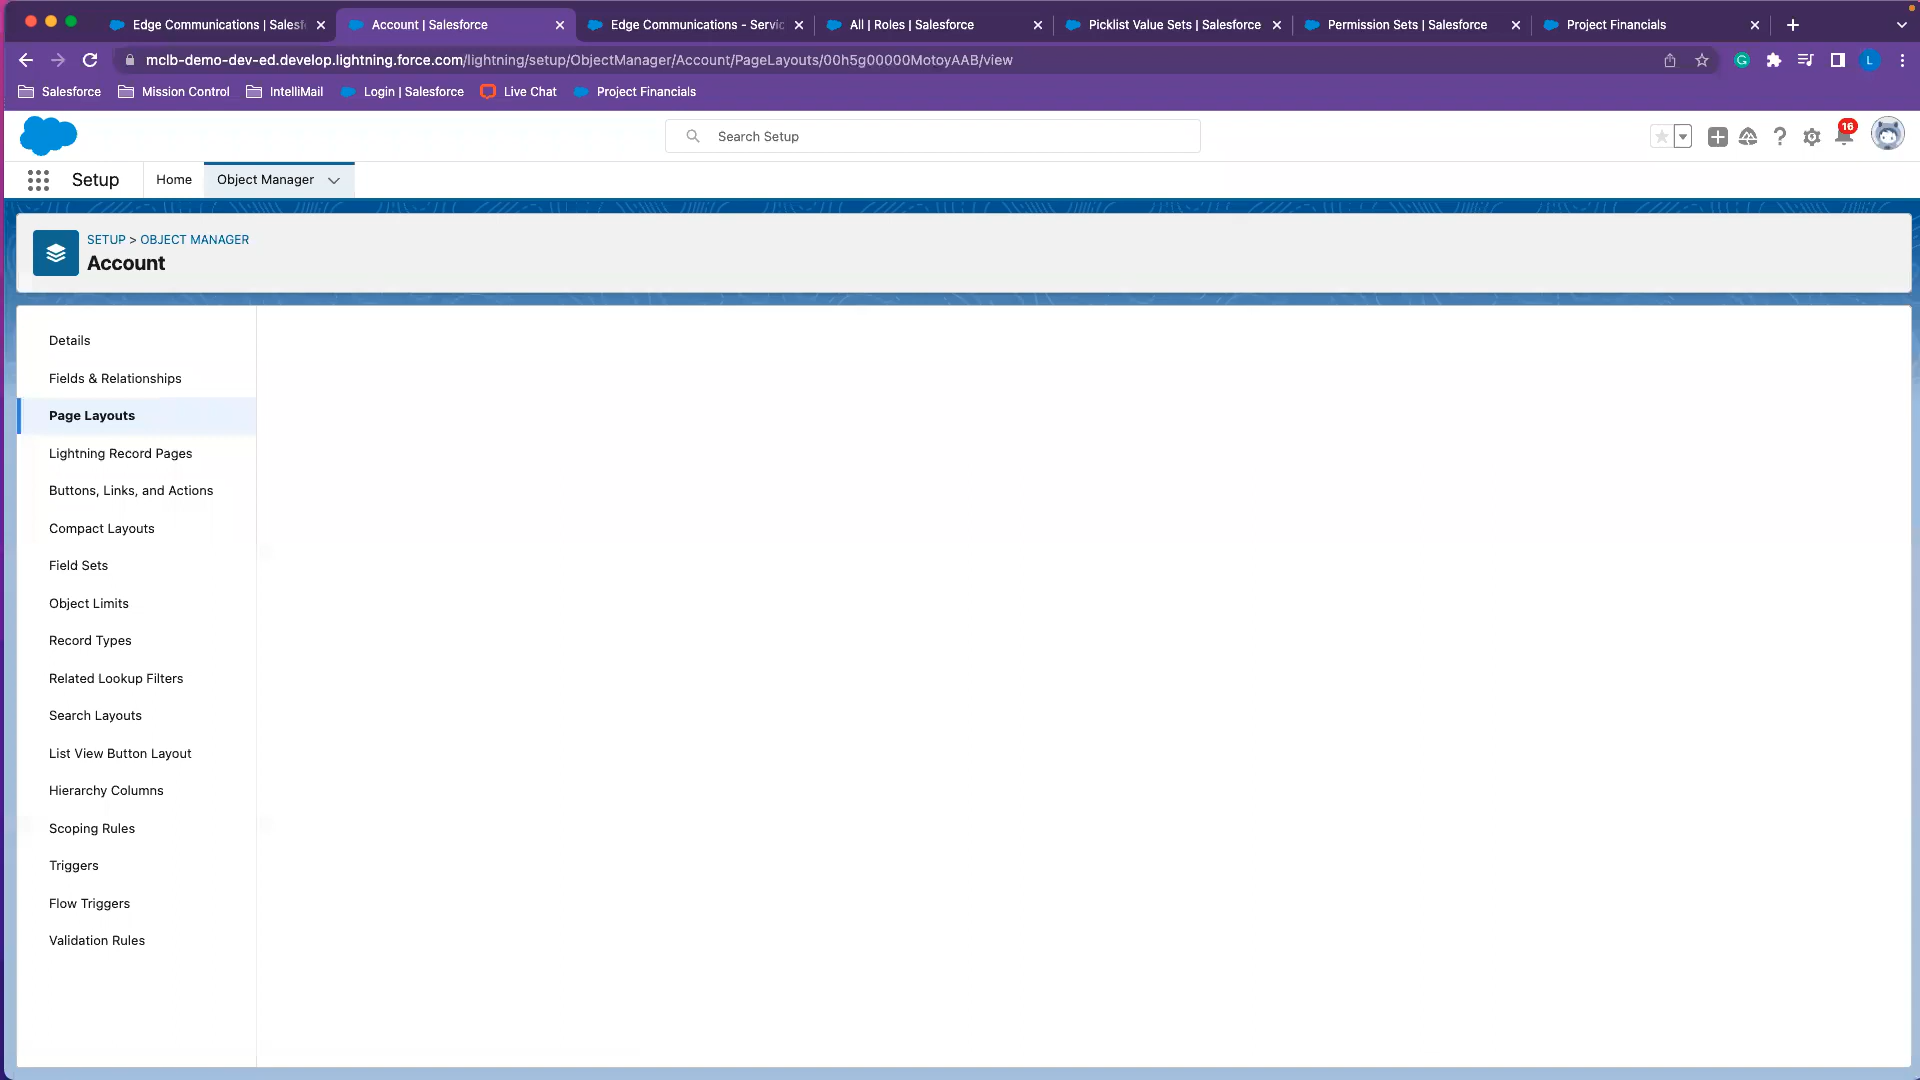 Edge Communications | Salesf
Account | Salesforce
Edge Communications - Servic
All | Roles | Salesforce
Picklist Value Sets | Salesforce
Permission Sets | Salesforce
Project Financials
mclb-demo-dev-ed.develop.lightning.force.com/lightning/setup/ObjectManager/Account/PageLayouts/00h5g00000MotoyAAB/view
L
Salesforce
Mission Control
IntelliMail
Login | Salesforce
Live Chat
Project Financials
Search Setup
16
Setup
Home
Object Manager
SETUP > OBJECT MANAGER
Account
Details
Fields & Relationships
Page Layouts
Lightning Record Pages
Buttons, Links, and Actions
Compact Layouts
Field Sets
Object Limits
Record Types
Related Lookup Filters
Search Layouts
List View Button Layout
Hierarchy Columns
Scoping Rules
Triggers
Flow Triggers
Validation Rules